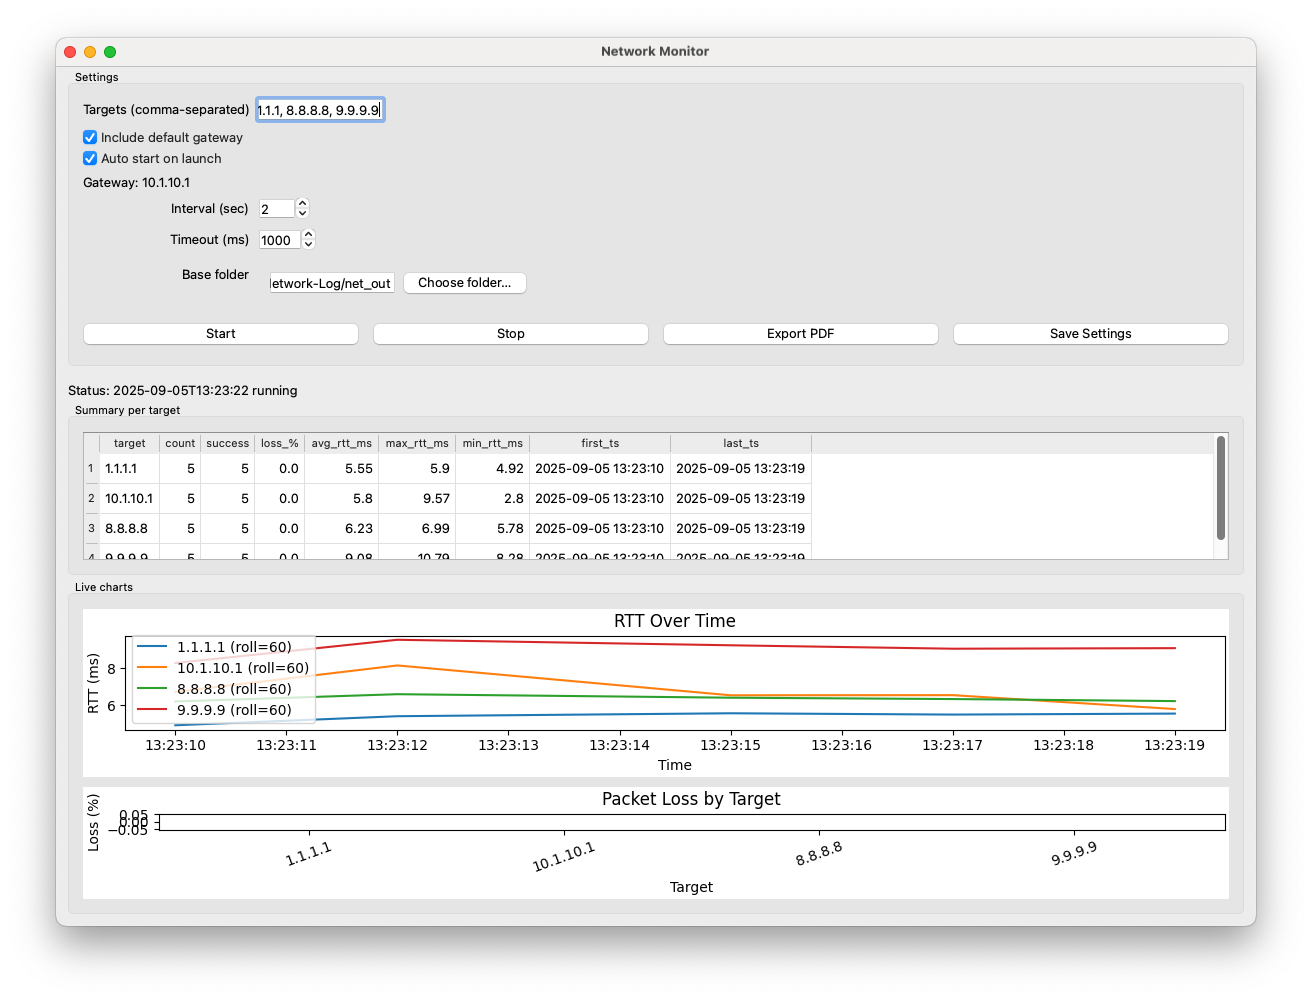 Network Monitor
Settings
Targets (comma-separated) 1.1.1, 8.8.8.8, 9.9.9.9
Include default gateway
Auto start on launch
Gateway: 10.1.10.1
Interval (sec) 2
Timeout (ms) 1000
Base folder etwork-Log/net_out Choose folder...
Start Stop Export PDF Save Settings
Status: 2025-09-05T13:23:22 running
Summary per target
target count success loss_% avg_rtt_ms max_rtt_ms min_rtt_ms first_ts last_ts
1 1.1.1.1 5 5 0.0 5.55 5.9 4.92 2025-09-05 13:23:10 2025-09-05 13:23:19
2 10.1.10.1 5 5 0.0 5.8 9.57 2.8 2025-09-05 13:23:10 2025-09-05 13:23:19
3 8.8.8.8 5 5 0.0 6.23 6.99 5.78 2025-09-05 13:23:10 2025-09-05 13:23:19
4 9.9.9.9 5 5 0.0 9.08 10.79 8.28 2025-09-05 13:23:10 2025-09-05 13:23:19
Live charts
RTT Over Time
RTT (ms)
8
6
1.1.1.1 (roll=60)
10.1.10.1 (roll=60)
8.8.8.8 (roll=60)
9.9.9.9 (roll=60)
13:23:10 13:23:11 13:23:12 13:23:13 13:23:14 13:23:15 13:23:16 13:23:17 13:23:18 13:23:19
Time
Packet Loss by Target
Loss (%)
0.05
0.00
−0.05
1.1.1.1 10.1.10.1 8.8.8.8 9.9.9.9
Target